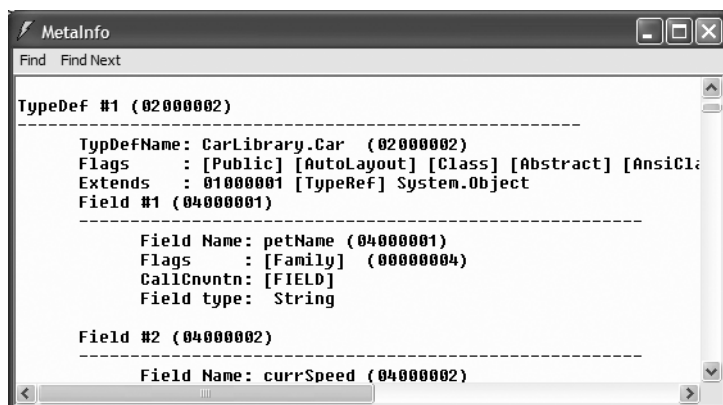 MetaInfo
Find Find Next
TypeDef #1 (02000002)
-------------------------------------------------------
TypDefName: CarLibrary.Car (02000002)
Flags : [Public] [AutoLayout] [Class] [Abstract] [AnsiCla
Extends : 01000001 [TypeRef] System.Object
Field #1 (04000001)
-------------------------------------------------------
Field Name: petName (04000001)
Flags : [Family] (00000004)
CallCnvntn: [FIELD]
Field type: String
Field #2 (04000002)
-------------------------------------------------------
Field Name: currSpeed (04000002)